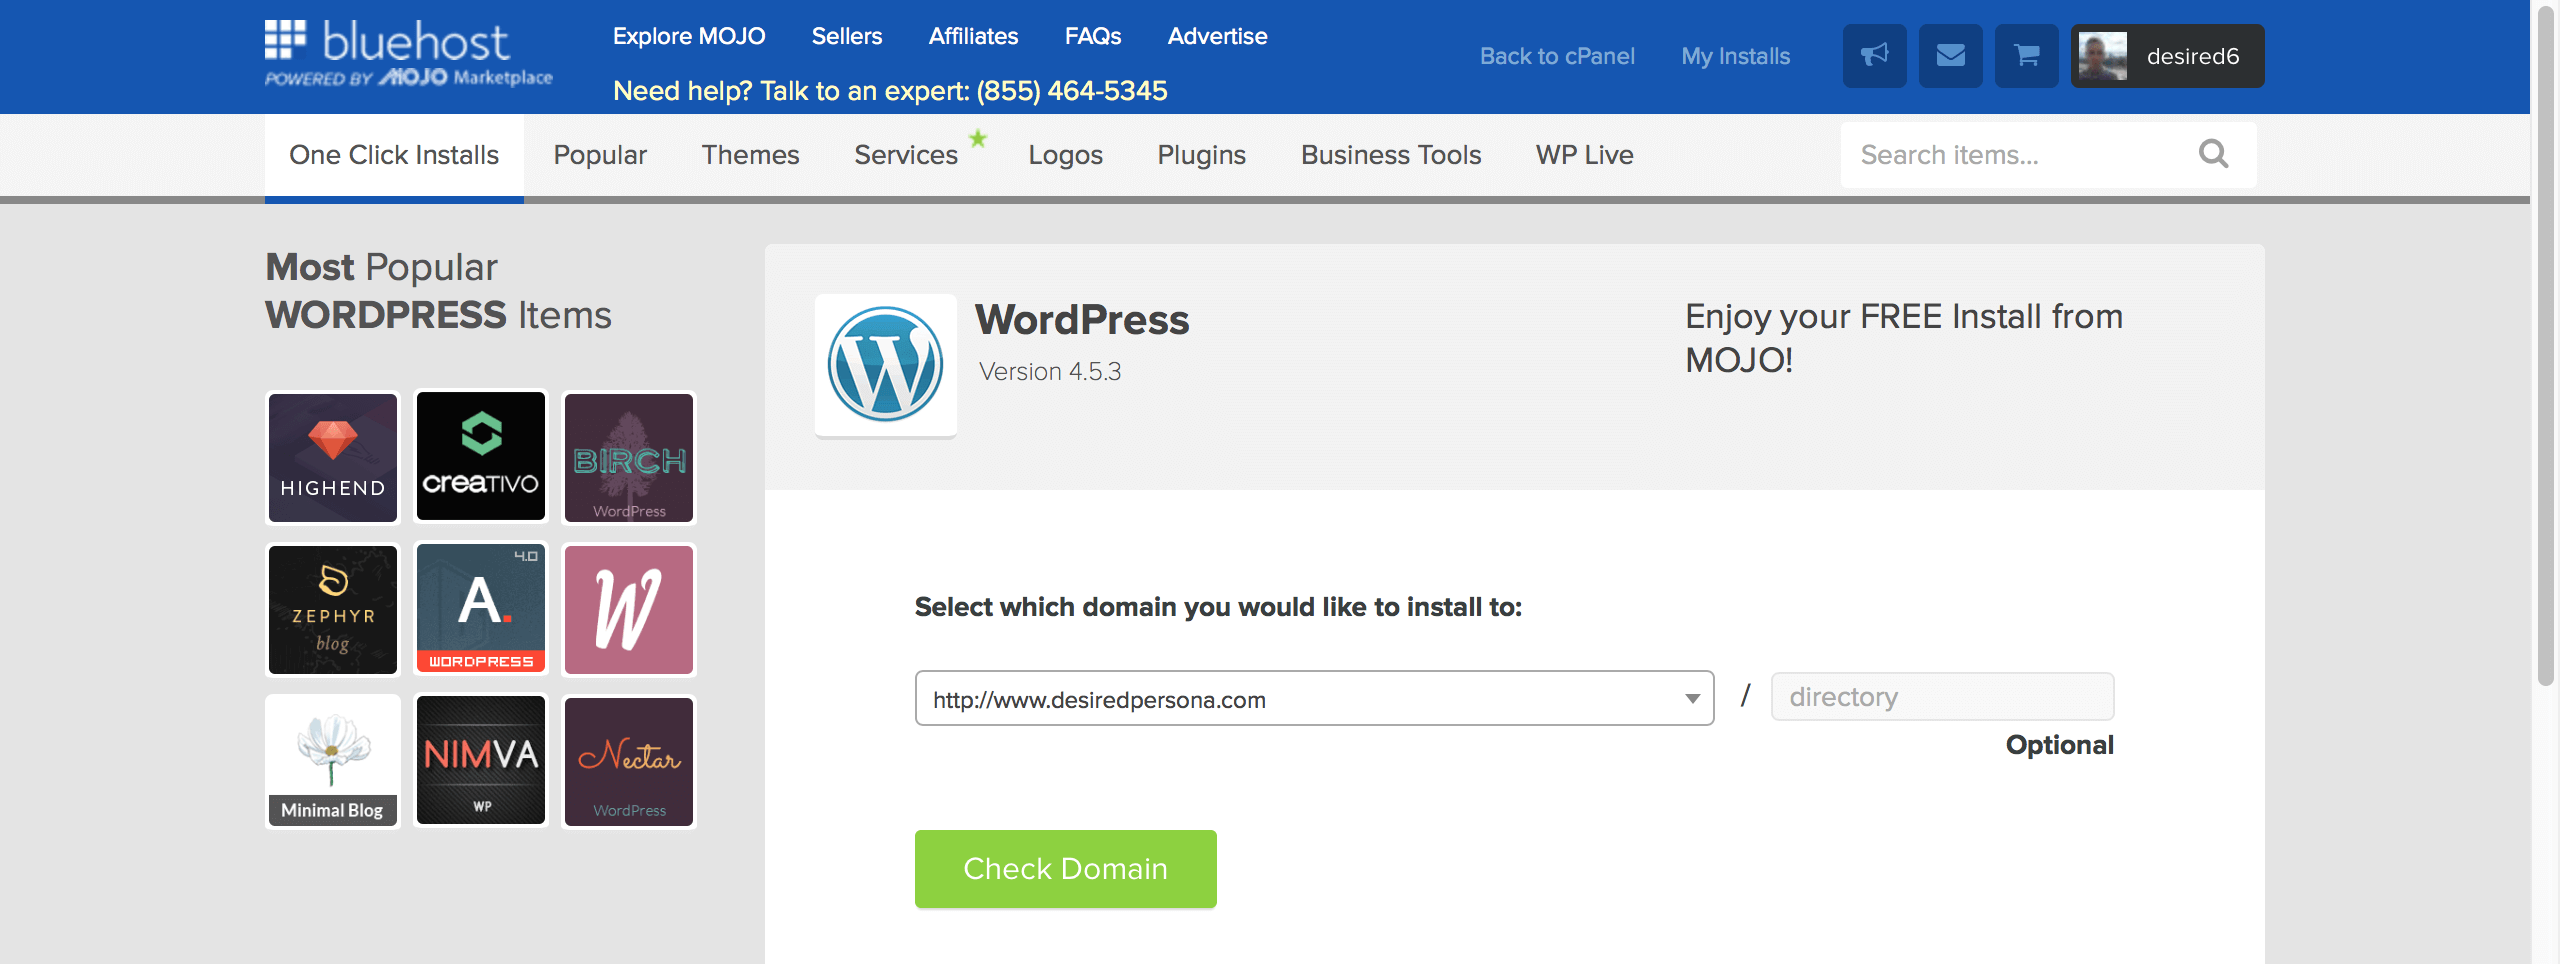 bluehost
POWERED BY MOJO Marketplace
Explore MOJO Sellers Affiliates FAQs Advertise
Need help? Talk to an expert: (855) 464-5345
Back to cPanel My Installs
desired6
One Click Installs Popular Themes Services Logos Plugins Business Tools WP Live
Search items...
Most Popular
WORDPRESS Items
HIGHEND
CREATIVO
BIRCH
WordPress
ZEPHYR
blog
4.0
A.
WORDPRESS
W
Minimal Blog
NIMVA
WP
Nectar
WordPress
WordPress
Version 4.5.3
Enjoy your FREE Install from
MOJO!
Select which domain you would like to install to:
http://www.desiredpersona.com / directory
Optional
Check Domain